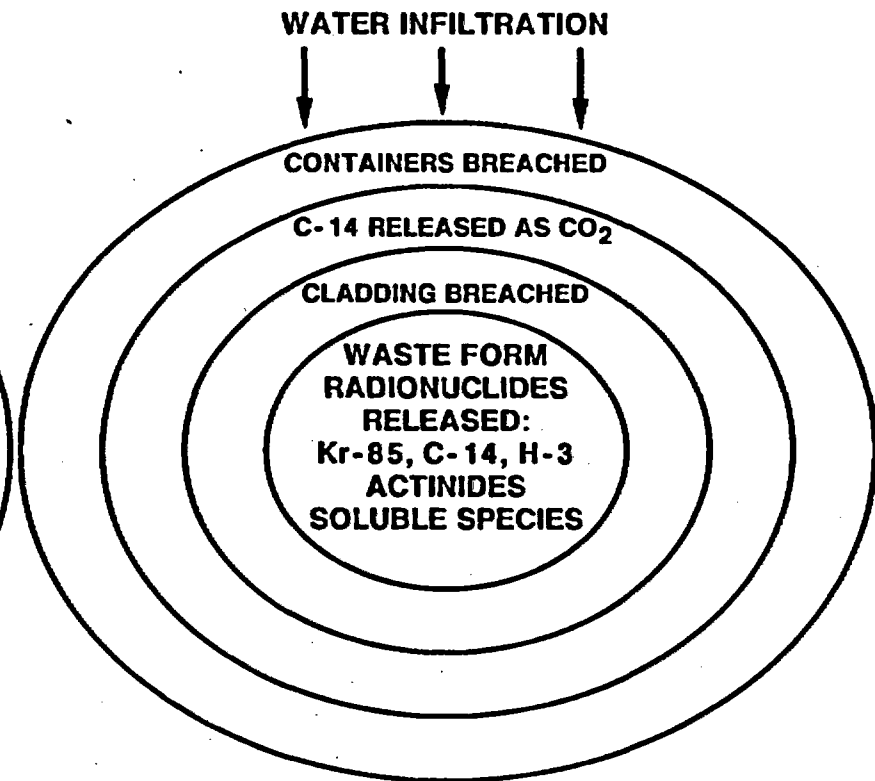 WATER INFILTRATION
CONTAINERS BREACHED
C-14 RELEASED AS CO₂
CLADDING BREACHED
WASTE FORM
RADIONUCLIDES
RELEASED:
Kr-85, C-14, H-3
ACTINIDES
SOLUBLE SPECIES